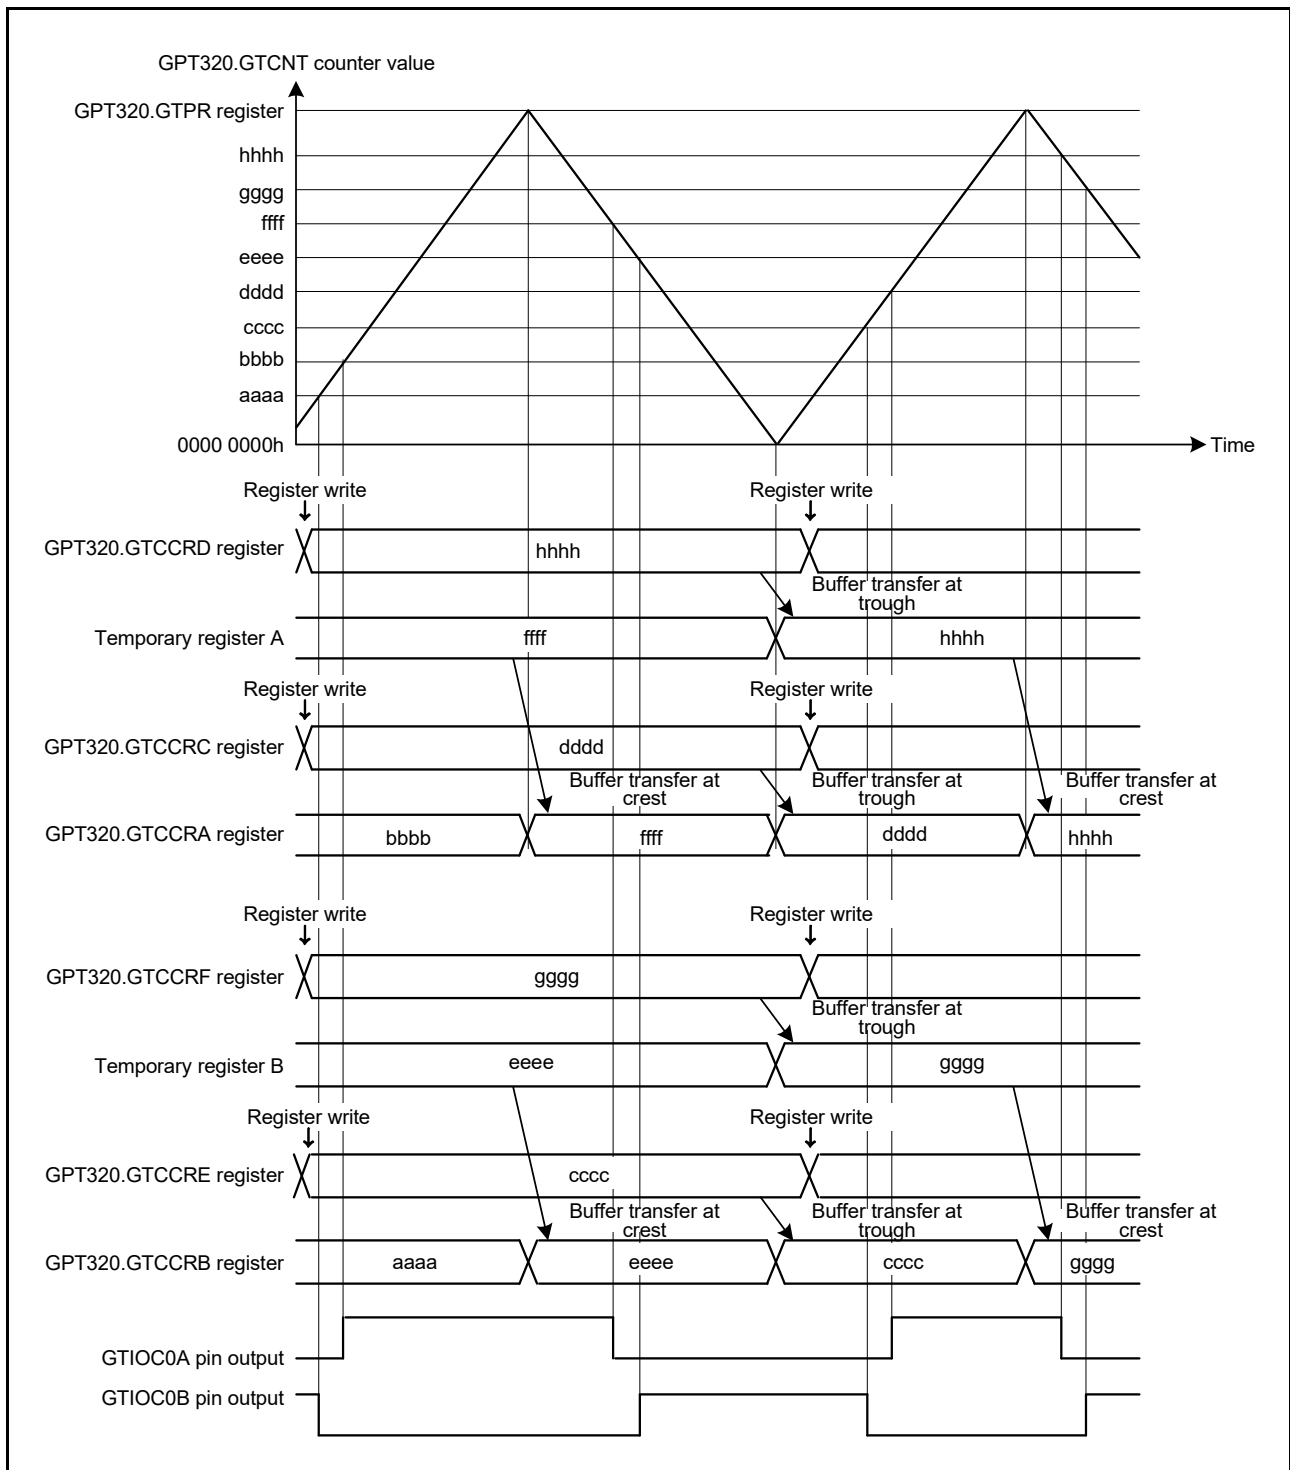 GPT320.GTCNT counter value
GPT320.GTPR register
hhhh
gggg
ffff
eeee
dddd
cccc
bbbb
aaaa
0000 0000h
Time
Register write
Register write
GPT320.GTCCRD register
hhhh
Buffer transfer at
trough
Temporary register A
ffff
hhhh
Register write
Register write
GPT320.GTCCRC register
dddd
Buffer transfer at
crest
Buffer transfer at
trough
Buffer transfer at
crest
GPT320.GTCCRA register
bbbb
ffff
dddd
hhhh
Register write
Register write
GPT320.GTCCRF register
gggg
Buffer transfer at
trough
Temporary register B
eeee
gggg
Register write
Register write
GPT320.GTCCRE register
cccc
Buffer transfer at
crest
Buffer transfer at
trough
Buffer transfer at
crest
GPT320.GTCCRB register
aaaa
eeee
cccc
gggg
GTIOC0A pin output
GTIOC0B pin output